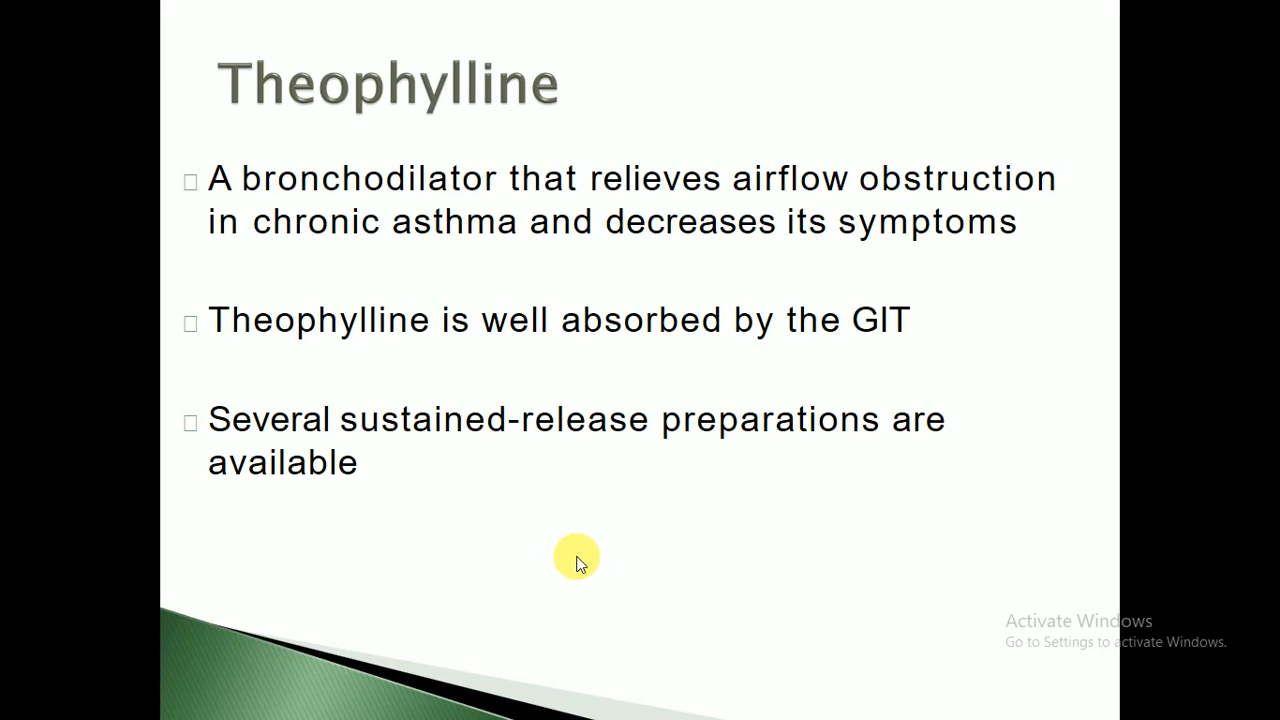 Theophylline
A bronchodilator that relieves airflow obstruction
in chronic asthma and decreases its symptoms
Theophylline is well absorbed by the GIT
Several sustained-release preparations are
available
Activate Windows
Go to Settings to activate Windows.